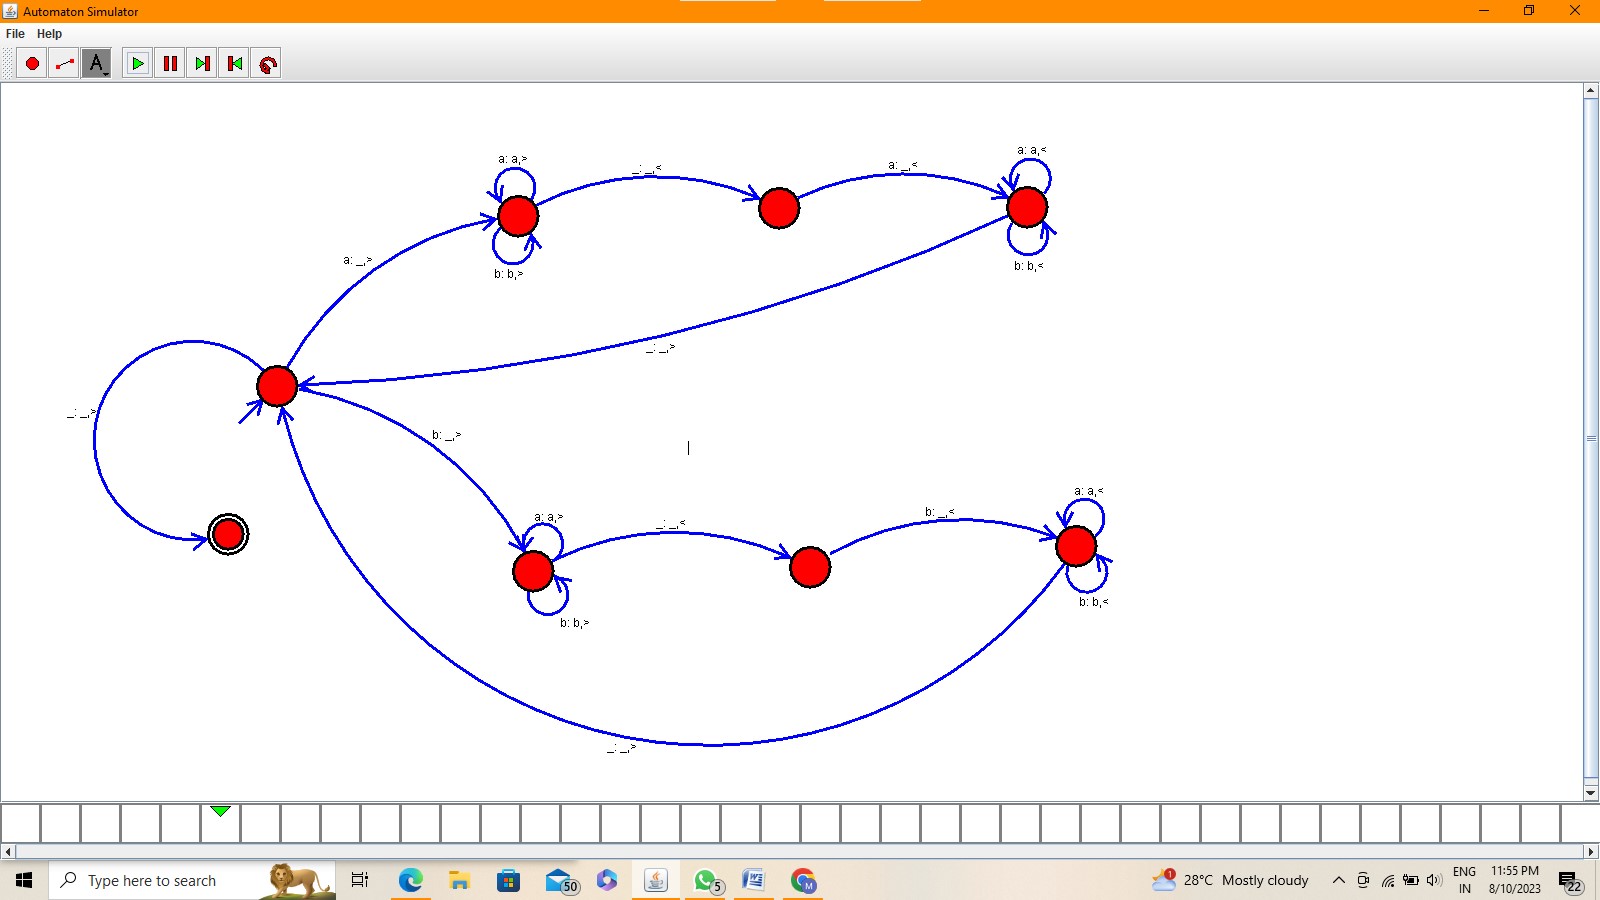 Automaton Simulator
File Help
A
a: a,>
_: _,<
a: _,<
a: a,<
b: b,>
b: b,<
a: _,>
_: _,>
_: _,>
b: _,>
a: a,>
_: _,<
b: _,<
a: a,<
b: b,>
b: b,<
_: _,>
Type here to search
50
5
W
M
1
28°C Mostly cloudy
ENG
IN
11:55 PM
8/10/2023
22